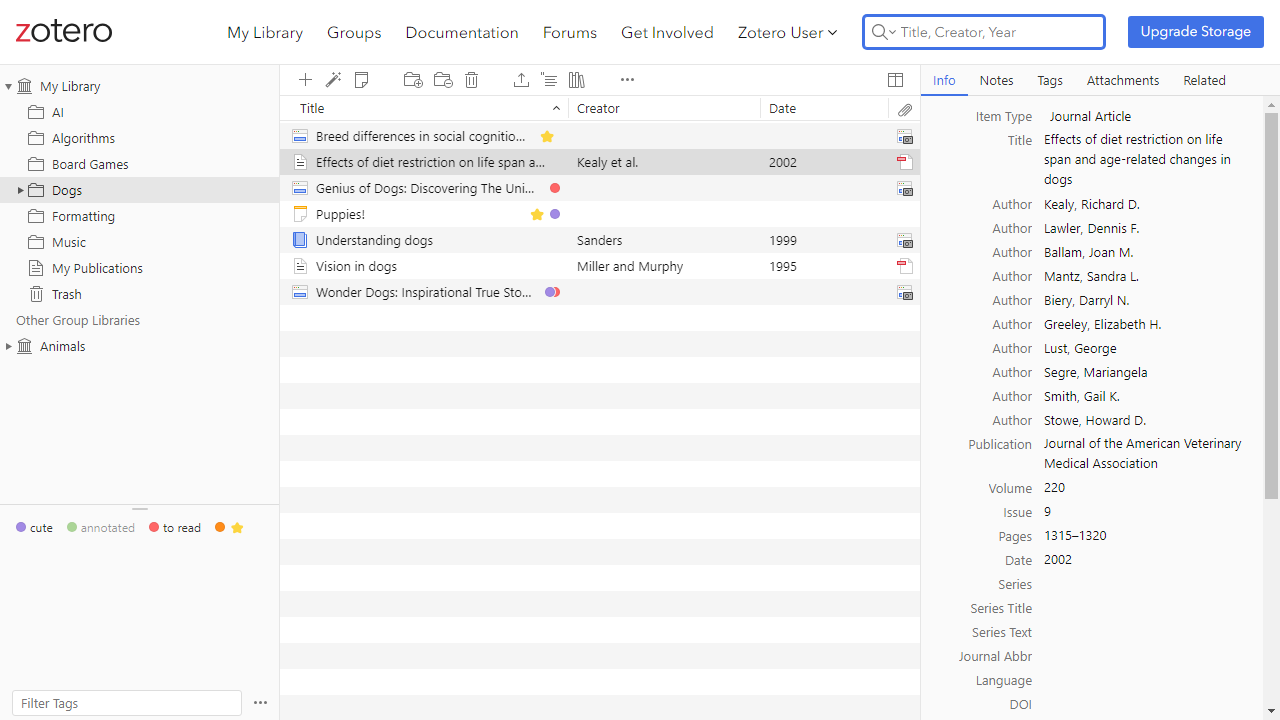 zotero
My Library
Groups
Documentation
Forums
Get Involved
Zotero User
Title, Creator, Year
Upgrade Storage
My Library
AI
Algorithms
Board Games
Dogs
Formatting
Music
My Publications
Trash
Other Group Libraries
Animals
cute
annotated
to read
Filter Tags
Title Creator Date
Breed differences in social cognitio...
Effects of diet restriction on life span a... Kealy et al. 2002
Genius of Dogs: Discovering The Uni...
Puppies!
Understanding dogs Sanders 1999
Vision in dogs Miller and Murphy 1995
Wonder Dogs: Inspirational True Sto...
Info Notes Tags Attachments Related
Item Type Journal Article
Title Effects of diet restriction on life
span and age-related changes in
dogs
Author Kealy, Richard D.
Author Lawler, Dennis F.
Author Ballam, Joan M.
Author Mantz, Sandra L.
Author Biery, Darryl N.
Author Greeley, Elizabeth H.
Author Lust, George
Author Segre, Mariangela
Author Smith, Gail K.
Author Stowe, Howard D.
Publication Journal of the American Veterinary
Medical Association
Volume 220
Issue 9
Pages 1315–1320
Date 2002
Series
Series Title
Series Text
Journal Abbr
Language
DOI